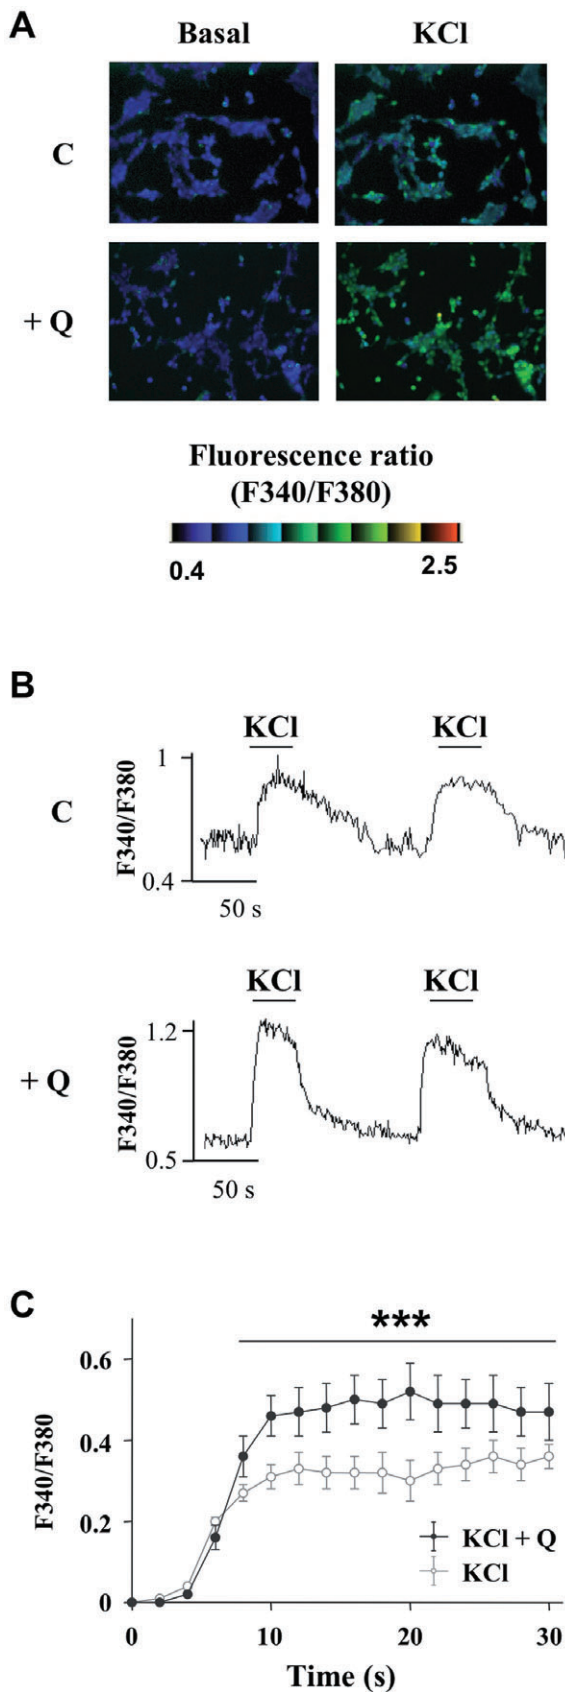 A
Basal
KCl
C
+ Q
Fluorescence ratio
(F340/F380)
0.4
2.5
B
KCl
KCl
1
C
F340/F380
0.4
50 s
KCl
KCl
1.2
+ Q
F340/F380
0.5
50 s
C
***
0.6
0.4
F340/F380
0.2
KCl + Q
KCl
0
0
10
20
30
Time (s)